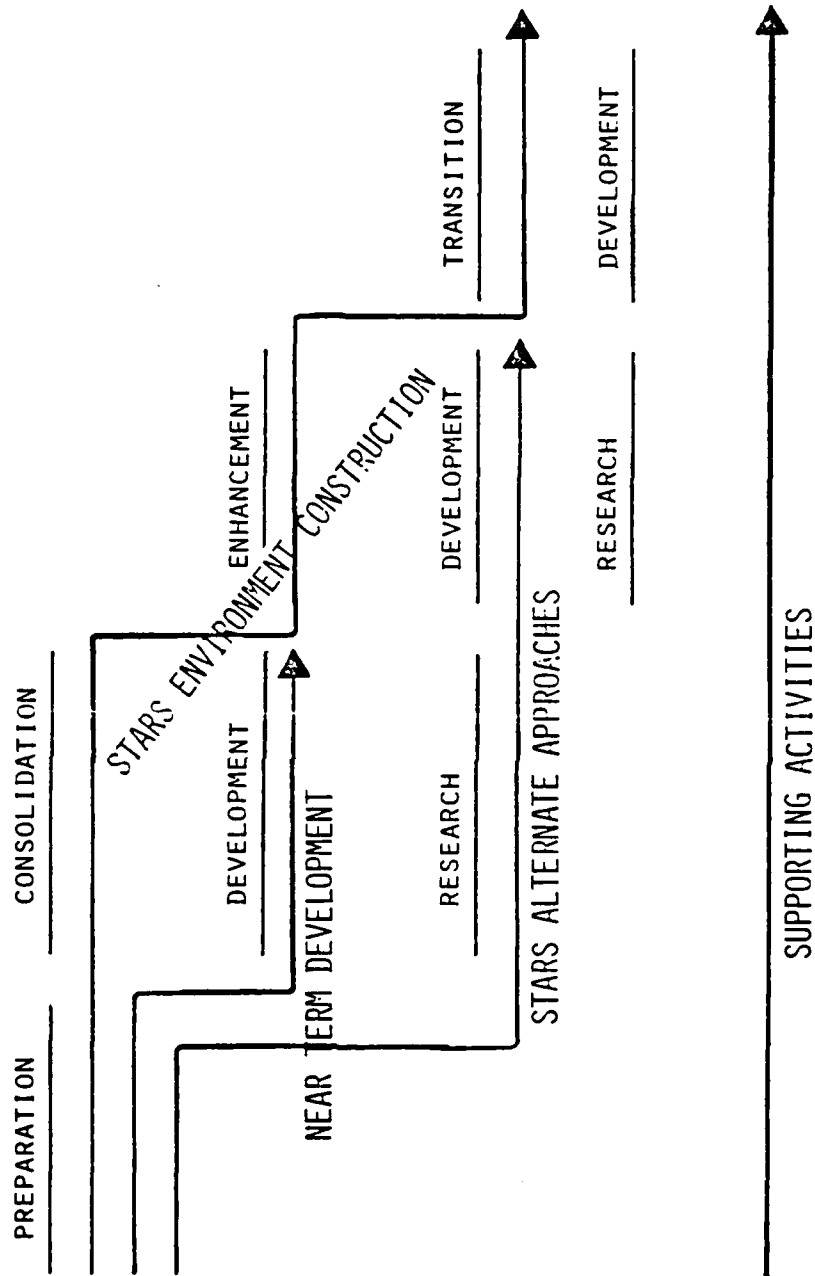 PREPARATION
CONSOLIDATION
STARS ENVIRONMENT CONSTRUCTION
DEVELOPMENT
ENHANCEMENT
NEAR TERM DEVELOPMENT
RESEARCH
DEVELOPMENT
TRANSITION
STARS ALTERNATE APPROACHES
RESEARCH
DEVELOPMENT
SUPPORTING ACTIVITIES